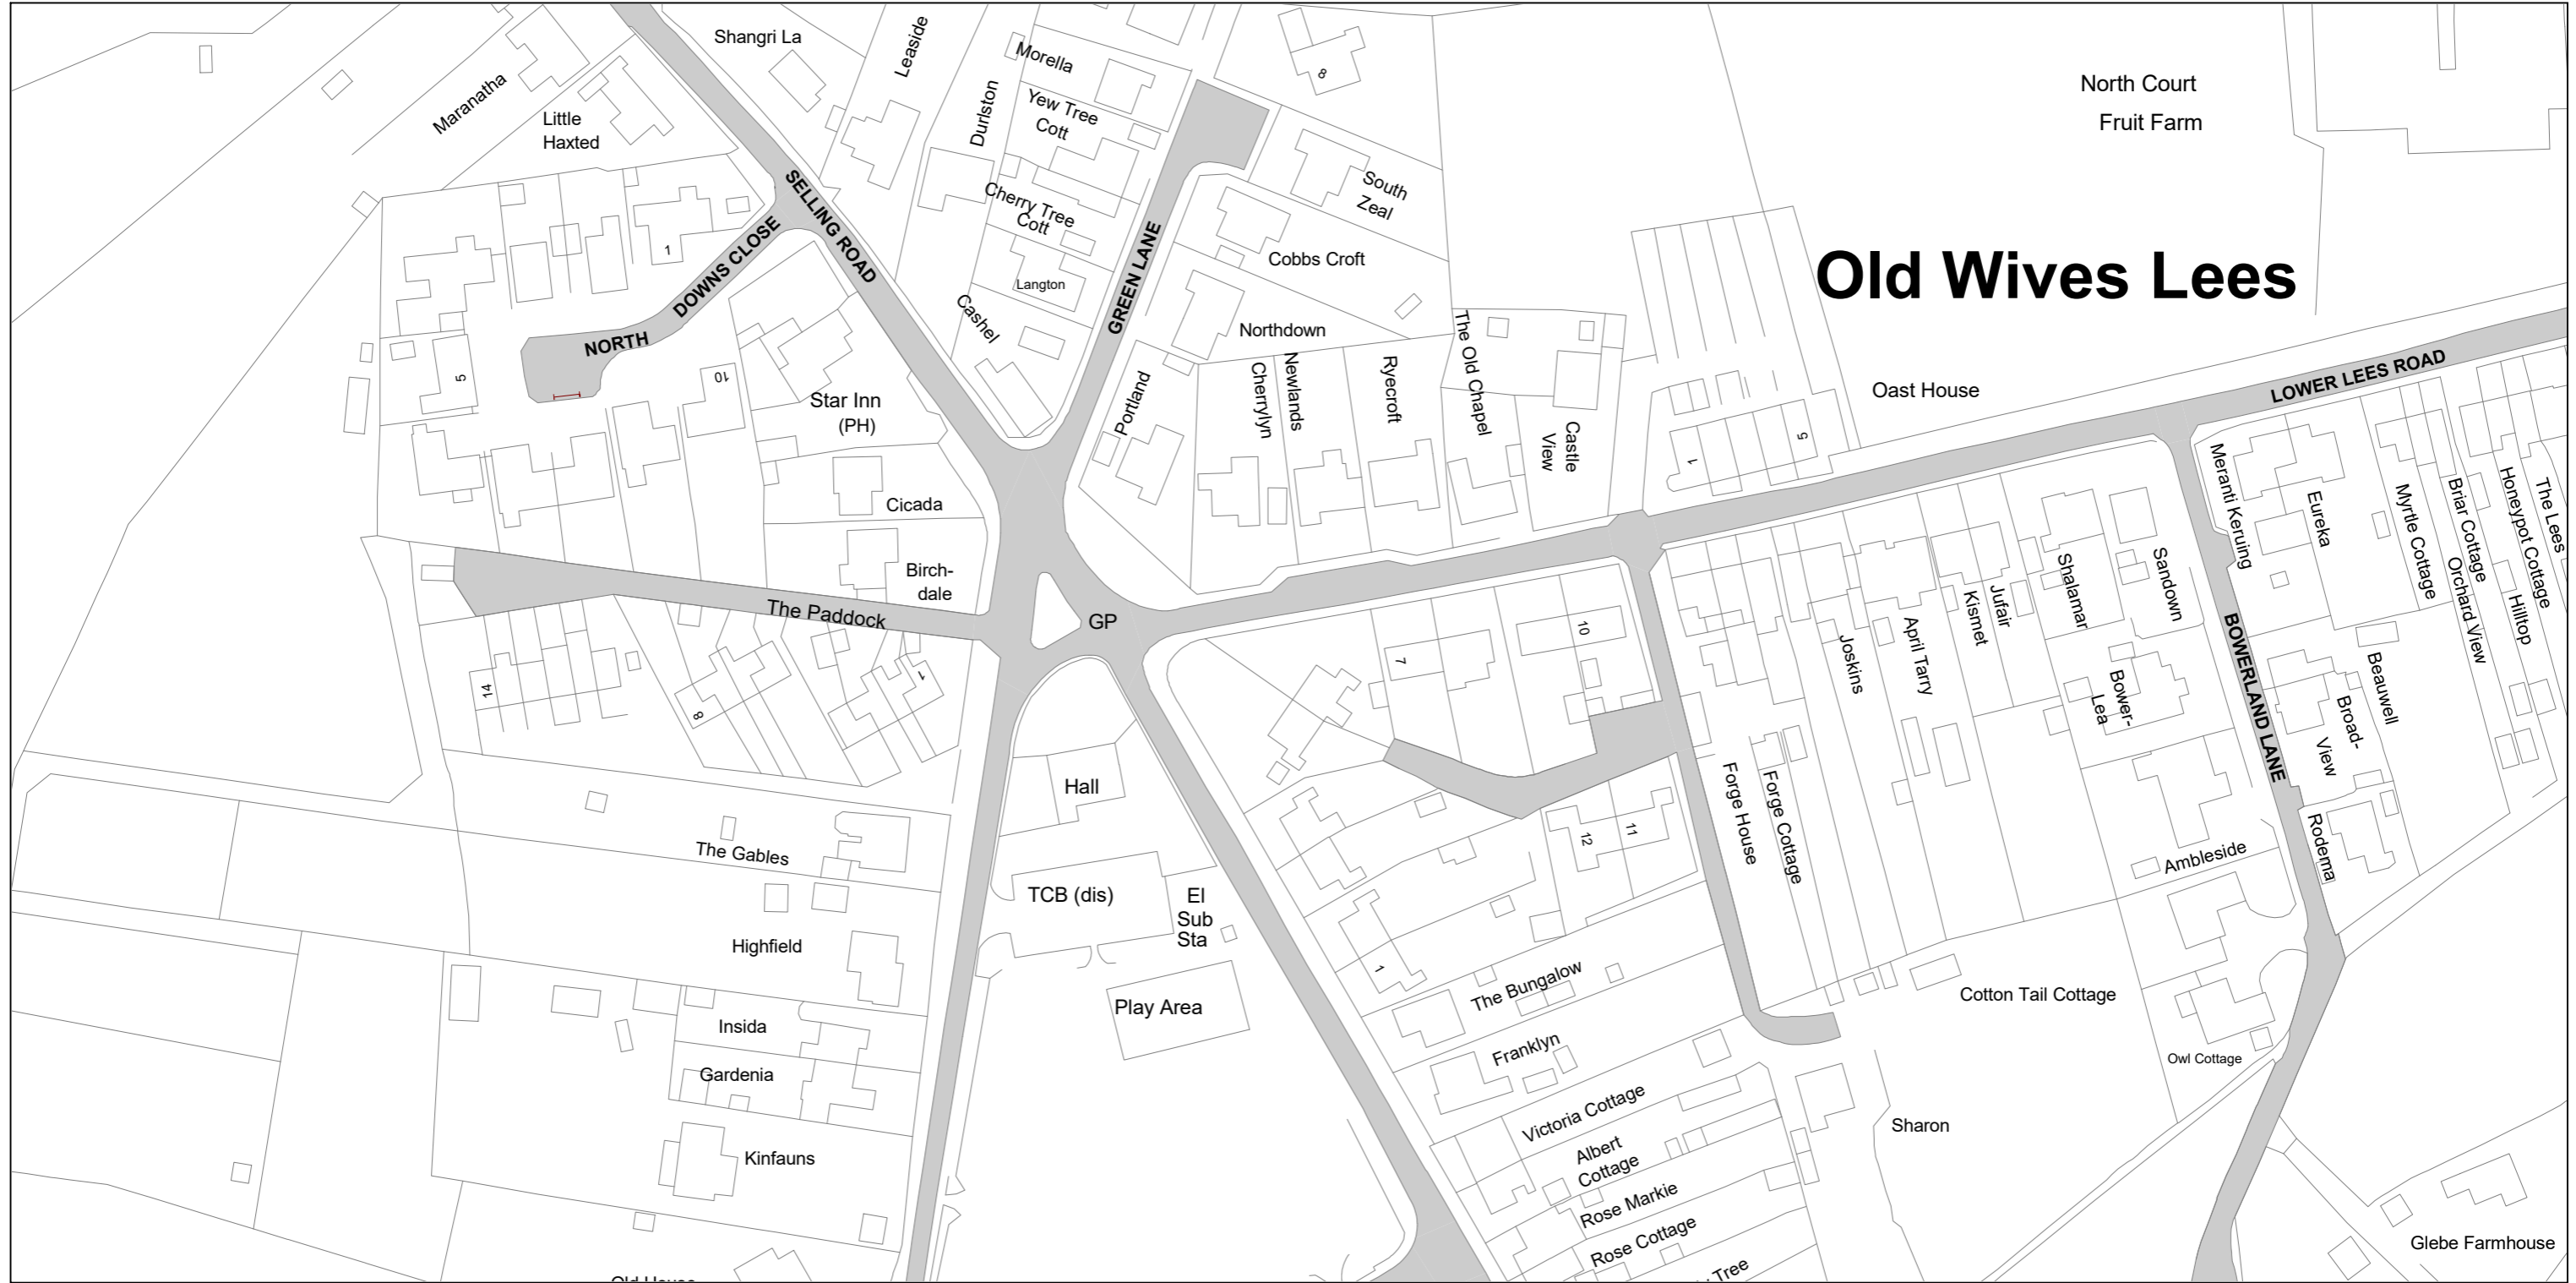 Shangri La
Leaside
Morella
8
North Court
Fruit Farm
Maranatha
Little
Haxted
Durlston
Yew Tree
Cott
South
Zeal
SELLING ROAD
Cherry Tree
Cott
1
DOWNS CLOSE
NORTH
GREEN LANE
Cobbs Croft
Langton
Cashel
Northdown
Old Wives Lees
The Old Chapel
Portland
Cherrylyn
Newlands
Ryecroft
Castle
View
5
10
Star Inn
(PH)
Oast House
LOWER LEES ROAD
1
5
Cicada
Birch-
dale
The Paddock
GP
Meranti Keruing
Eureka
Myrtle Cottage
Briar Cottage
Orchard View
Honeypot Cottage
Hilltop
The Lees
7
10
Joskins
April Tarry
Kismet
Jufair
Shalamar
Sandown
Bower-
Lea
BOWERLAND LANE
Beauwell
Broad-
View
14
8
1
Hall
The Gables
12
11
Forge House
Forge Cottage
Ambleside
Rodema
TCB (dis)
El
Sub
Sta
Highfield
1
The Bungalow
Cotton Tail Cottage
Play Area
Insida
Franklyn
Owl Cottage
Gardenia
Victoria Cottage
Sharon
Albert
Cottage
Kinfauns
Rose Markie
Rose Cottage
Tree
Glebe Farmhouse